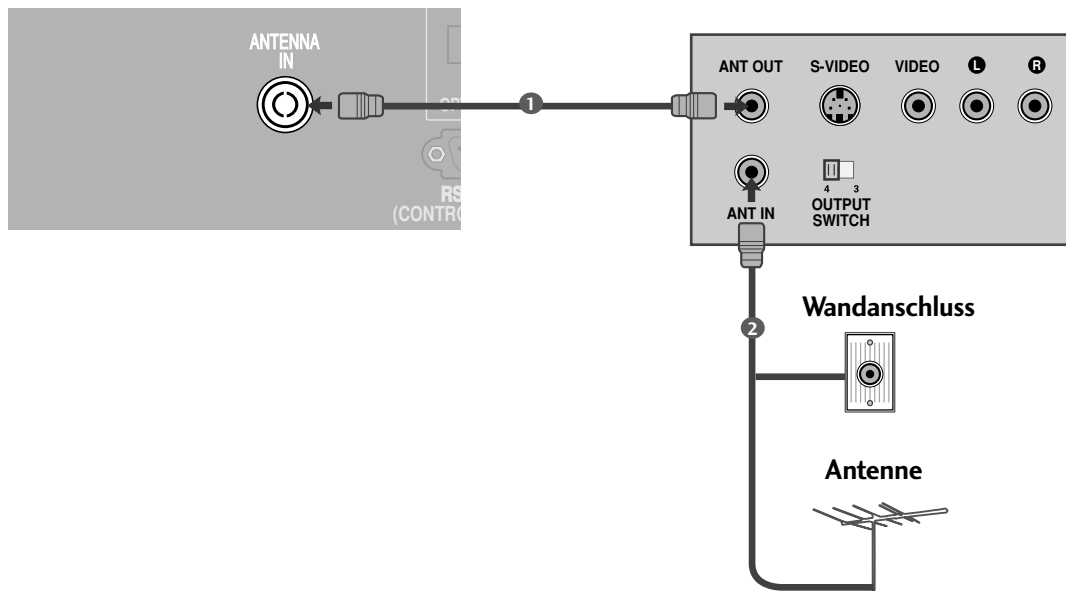 ANTENNA
IN
RS
(CONTRO
1
ANT OUT S-VIDEO VIDEO L R
ANT IN
4 3
OUTPUT
SWITCH
2
Wandanschluss
Antenne